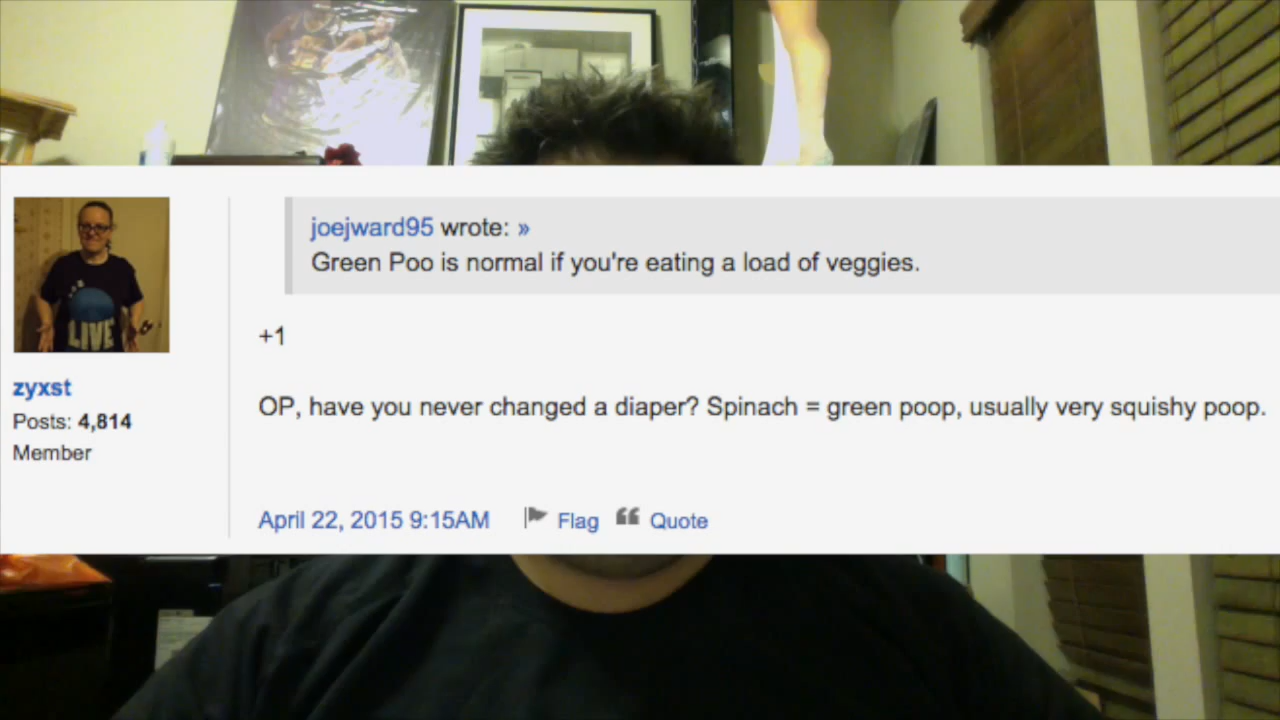 joejward95 wrote: »
Green Poo is normal if you're eating a load of veggies.
LIVE
+1
zyxst
OP, have you never changed a diaper? Spinach = green poop, usually very squishy poop.
Posts: 4,814
Member
April 22, 2015 9:15AM Flag Quote